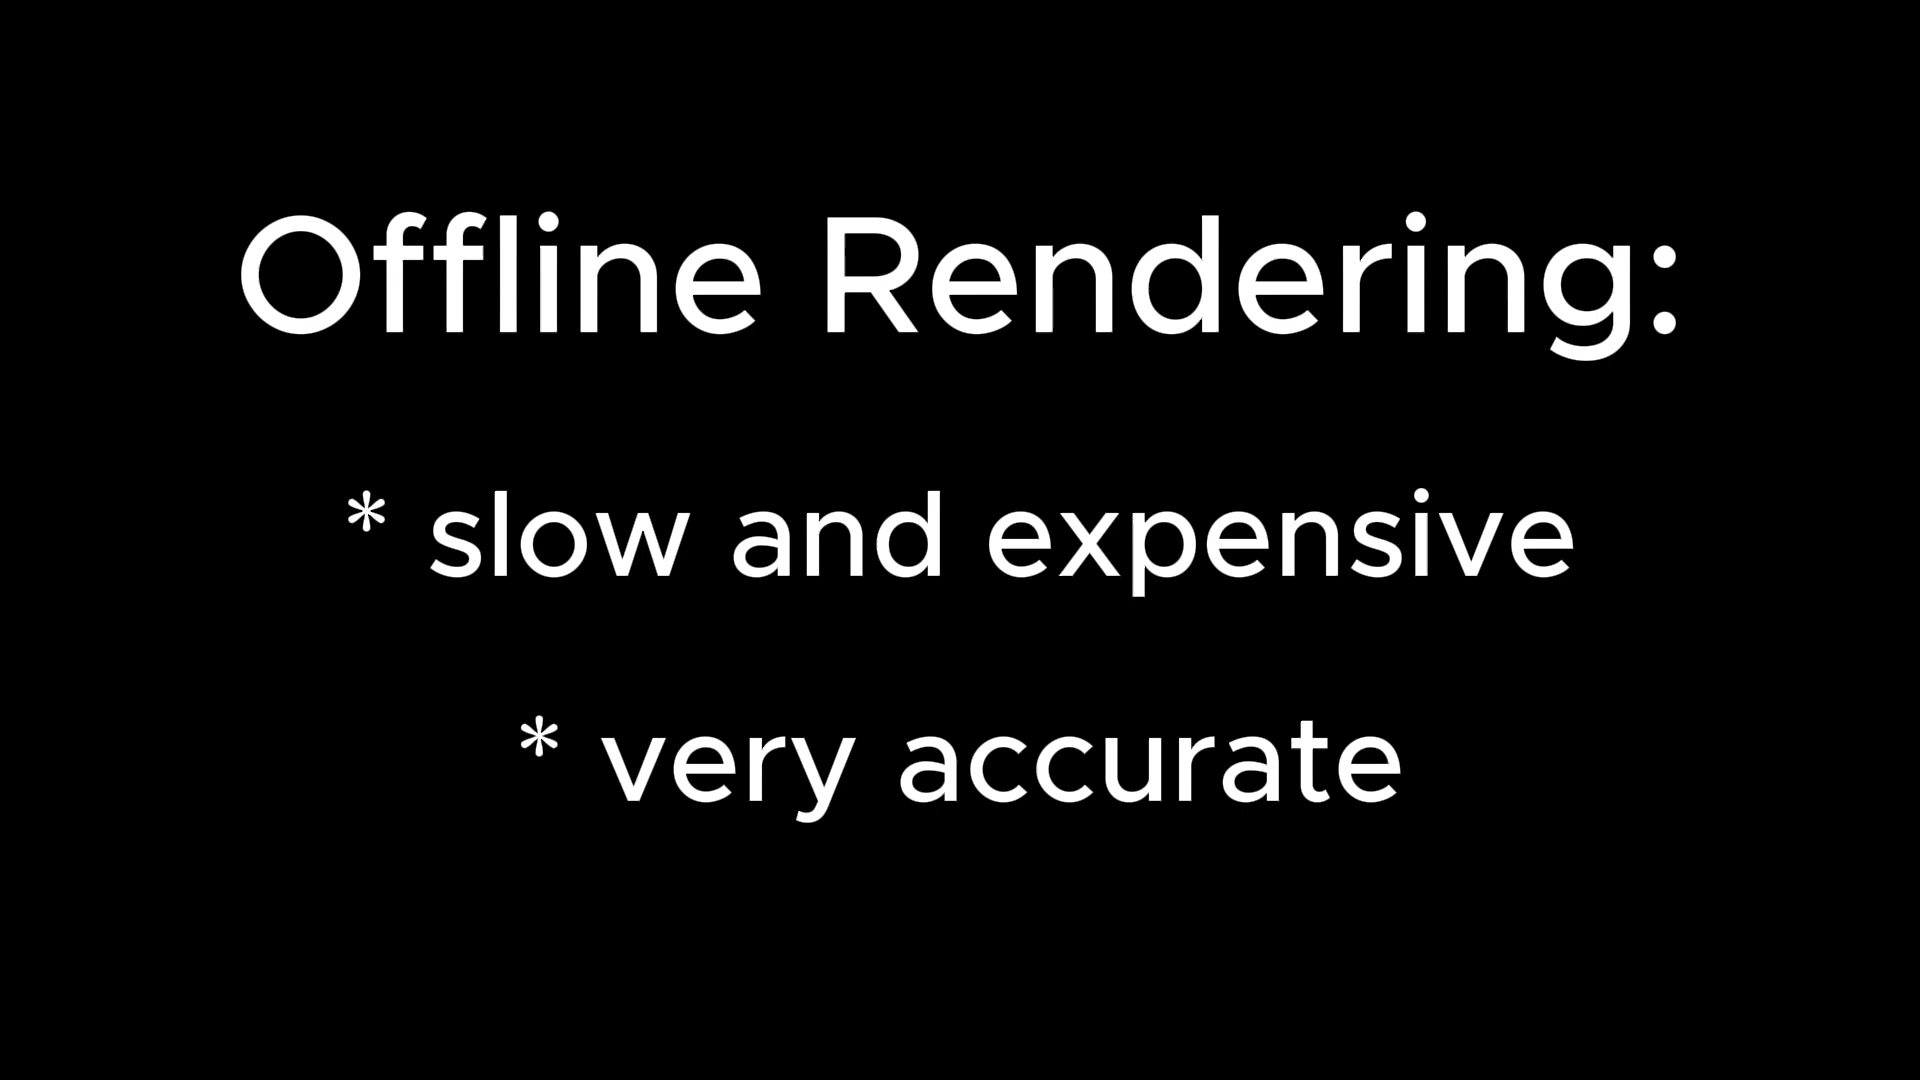 Offline Rendering:
* slow and expensive
* very accurate